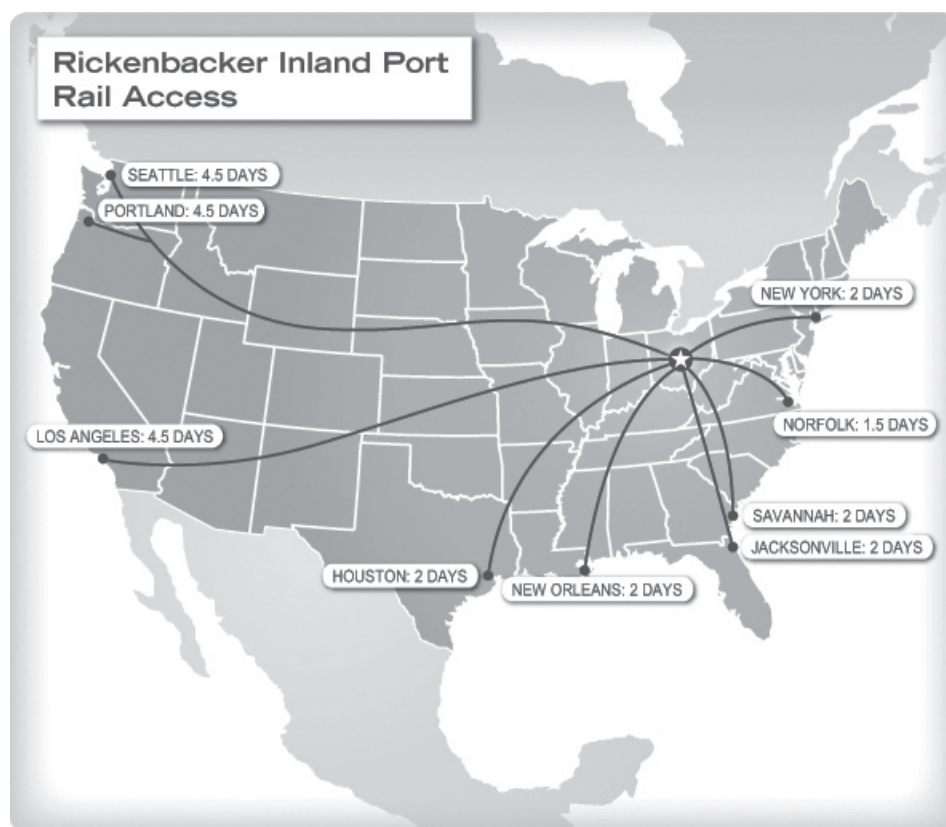 Rickenbacker Inland Port
Rail Access
SEATTLE: 4.5 DAYS
PORTLAND: 4.5 DAYS
NEW YORK: 2 DAYS
NORFOLK: 1.5 DAYS
LOS ANGELES: 4.5 DAYS
SAVANNAH: 2 DAYS
JACKSONVILLE: 2 DAYS
HOUSTON: 2 DAYS
NEW ORLEANS: 2 DAYS